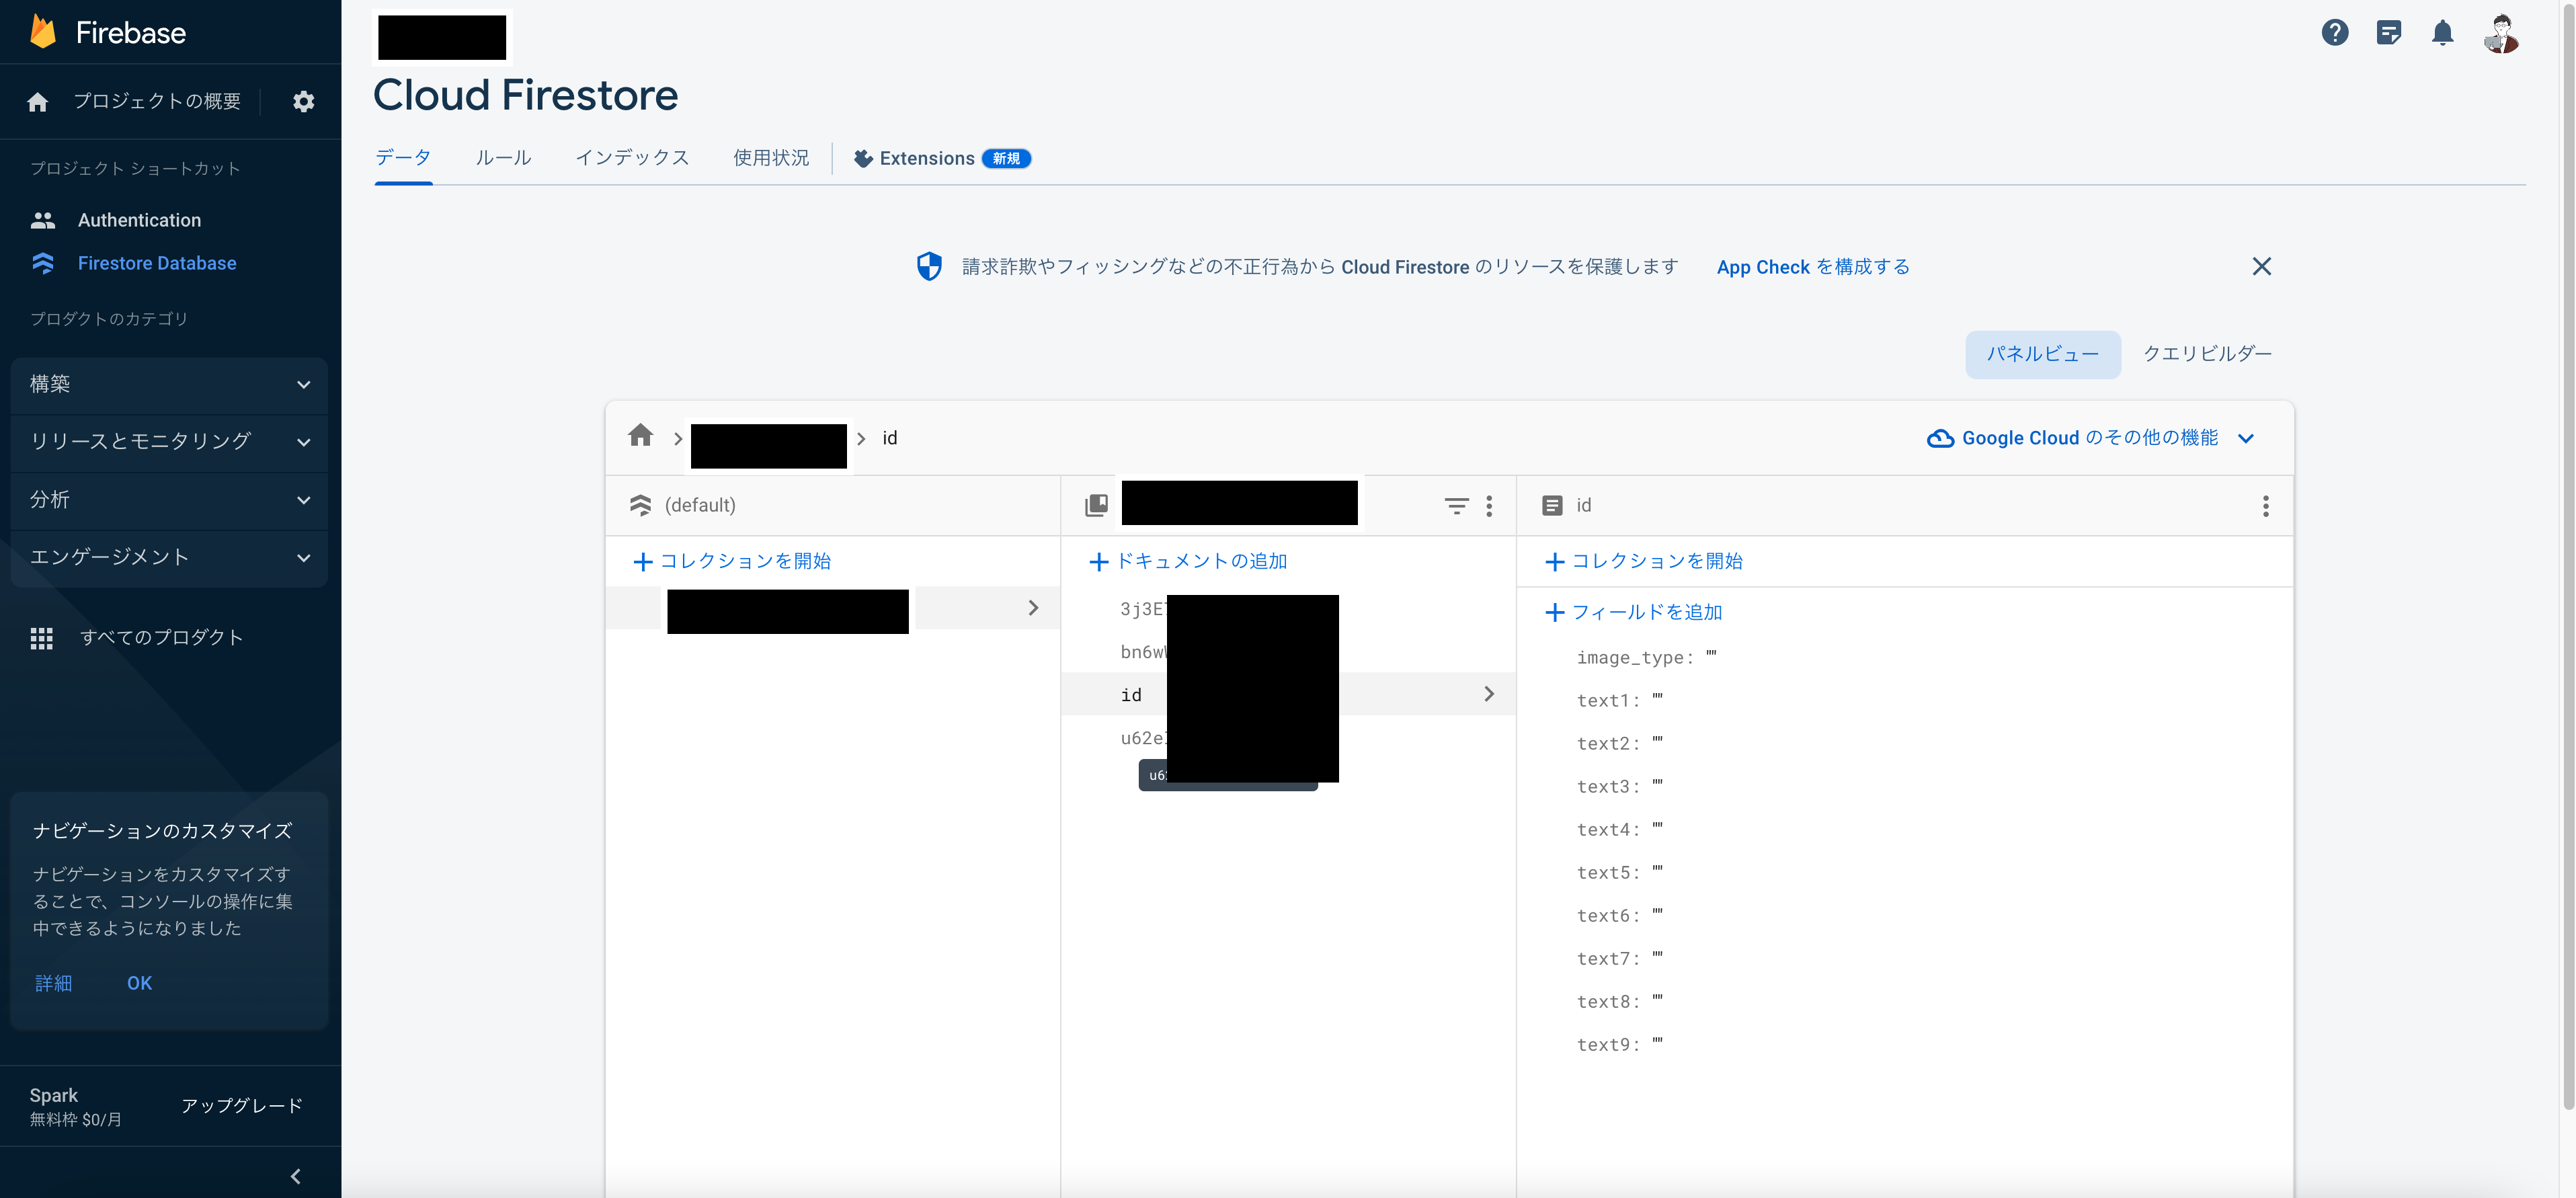 Firebase
プロジェクトの概要
プロジェクト ショートカット
Authentication
Firestore Database
プロダクトのカテゴリ
構築
リリースとモニタリング
分析
エンゲージメント
すべてのプロダクト
ナビゲーションのカスタマイズ
ナビゲーションをカスタマイズす
ることで、コンソールの操作に集
中できるようになりました
詳細 OK
Spark
無料枠 $0/月
アップグレード
Cloud Firestore
データ ルール インデックス 使用状況 Extensions 新規
請求詐欺やフィッシングなどの不正行為から Cloud Firestore のリソースを保護します App Check を構成する
パネルビュー クエリビルダー
id
Google Cloud のその他の機能
(default)
コレクションを開始
ドキュメントの追加
3j3E
bn6w
id
u62e
u62
id
コレクションを開始
フィールドを追加
image_type: ""
text1: ""
text2: ""
text3: ""
text4: ""
text5: ""
text6: ""
text7: ""
text8: ""
text9: ""